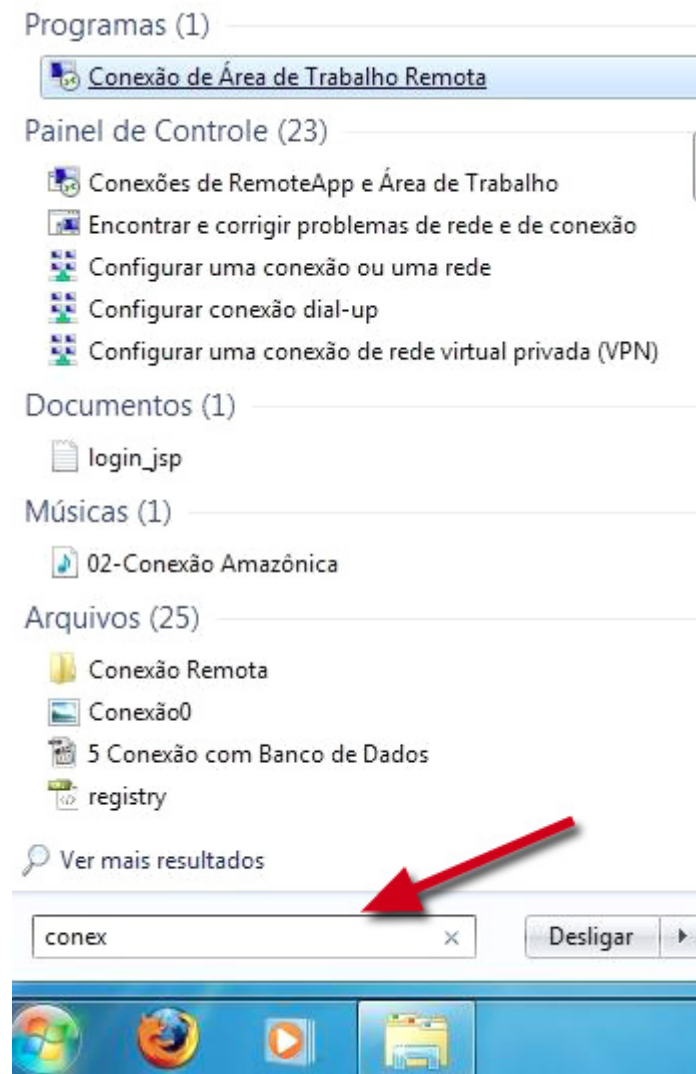 Programas (1)
Conexão de Área de Trabalho Remota
Painel de Controle (23)
Conexões de RemoteApp e Área de Trabalho
Encontrar e corrigir problemas de rede e de conexão
Configurar uma conexão ou uma rede
Configurar conexão dial-up
Configurar uma conexão de rede virtual privada (VPN)
Documentos (1)
login_jsp
Músicas (1)
02-Conexão Amazônica
Arquivos (25)
Conexão Remota
Conexão0
5 Conexão com Banco de Dados
registry
Ver mais resultados
conex
Desligar